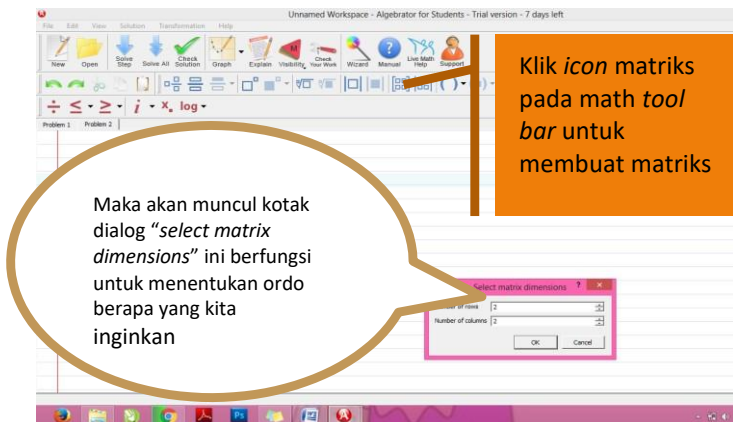 Unnamed Workspace - Algebrator for Students - Trial version - 7 days left
File Edit View Solution Transformation Help
New Open Solve Step Solve All Check Solution Graph Explain Visibility Check Your Work Wizard Manual Live Math Help Support
÷ ≤ ≥ i x. log
Problem 1 Problem 2
Klik icon matriks
pada math tool
bar untuk
membuat matriks
Maka akan muncul kotak
dialog “select matrix
dimensions” ini berfungsi
untuk menentukan ordo
berapa yang kita
inginkan
Select matrix dimensions ? ×
of rows 2
Number of columns 2
OK Cancel
Ps